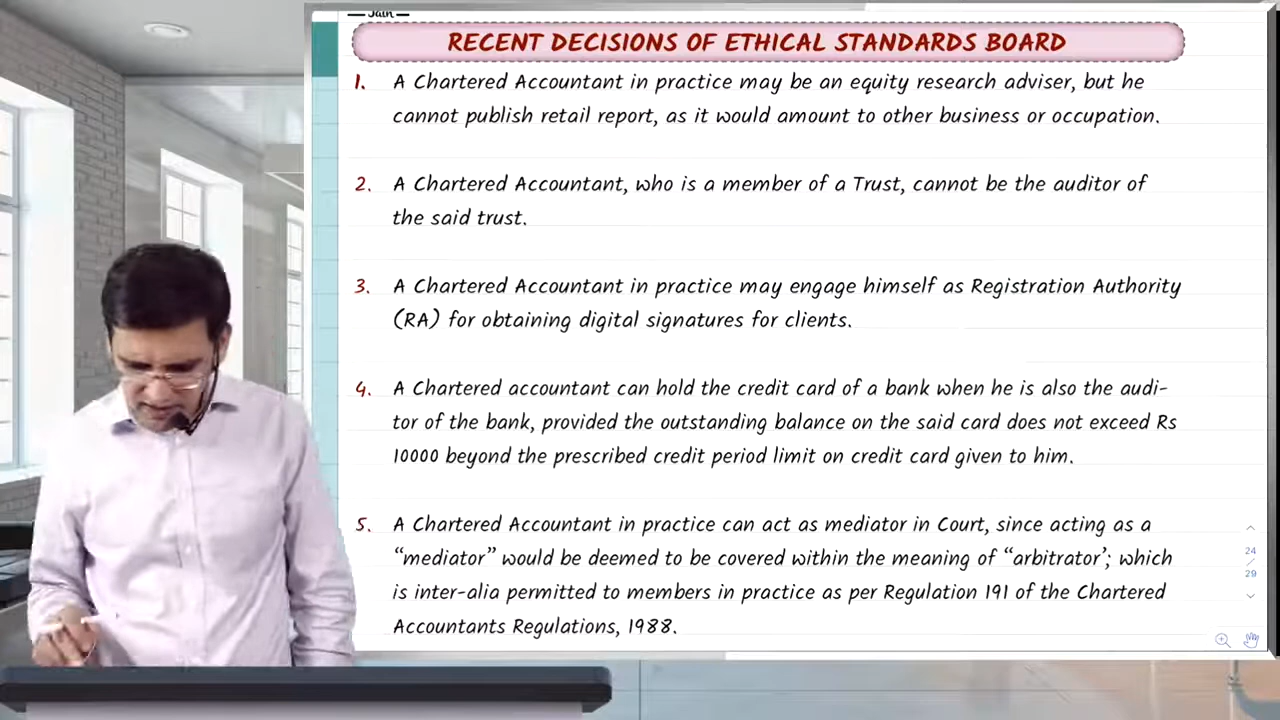 Jain
RECENT DECISIONS OF ETHICAL STANDARDS BOARD
1. A Chartered Accountant in practice may be an equity research adviser, but he
cannot publish retail report, as it would amount to other business or occupation.
2. A Chartered Accountant, who is a member of a Trust, cannot be the auditor of
the said trust.
3. A Chartered Accountant in practice may engage himself as Registration Authority
(RA) for obtaining digital signatures for clients.
4. A Chartered accountant can hold the credit card of a bank when he is also the audi-
tor of the bank, provided the outstanding balance on the said card does not exceed Rs
10000 beyond the prescribed credit period limit on credit card given to him.
5. A Chartered Accountant in practice can act as mediator in Court, since acting as a
“mediator” would be deemed to be covered within the meaning of “arbitrator’; which
is inter-alia permitted to members in practice as per Regulation 191 of the Chartered
Accountants Regulations, 1988.
24
/
29